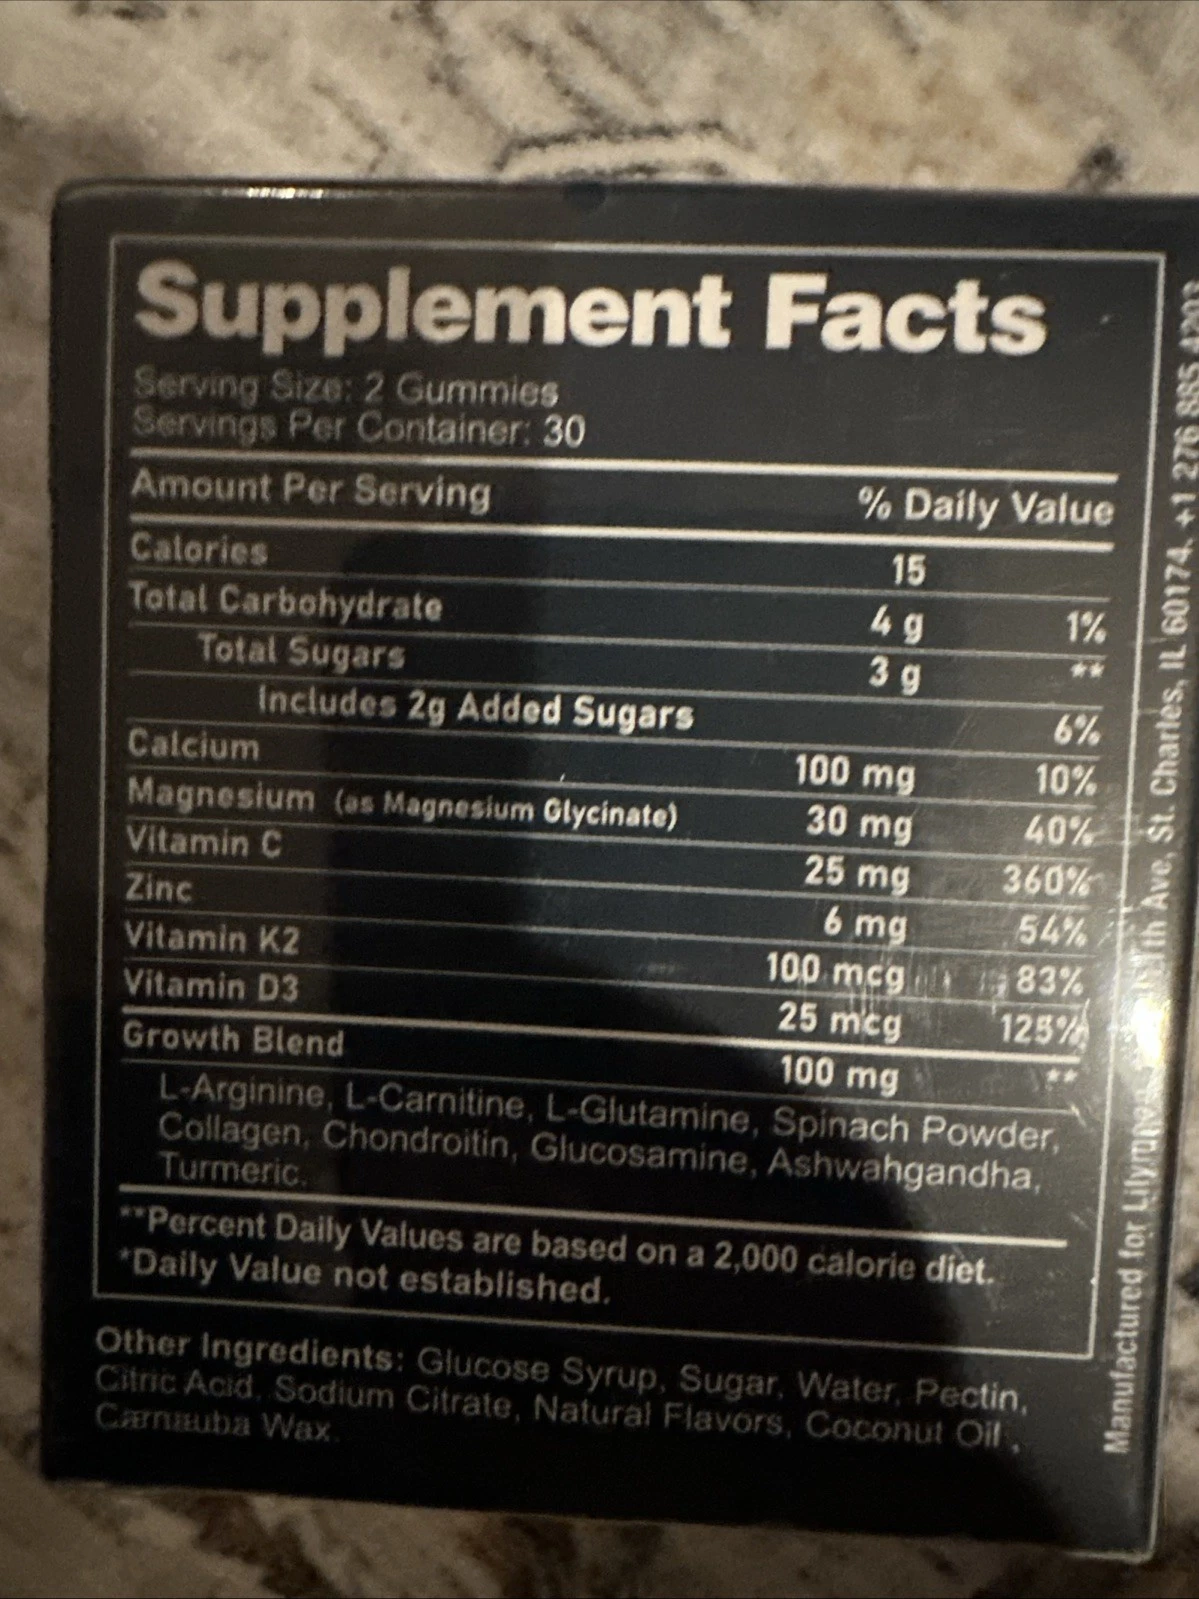 Supplement Facts
Serving Size: 2 Gummies
Servings Per Container: 30
Amount Per Serving % Daily Value
Calories 15
Total Carbohydrate 4 g 1%
Total Sugars 3 g **
Includes 2g Added Sugars 6%
Calcium 100 mg 10%
Magnesium (as Magnesium Glycinate) 30 mg 40%
Vitamin C 25 mg 360%
Zinc 6 mg 54%
Vitamin K2 100 mcg 83%
Vitamin D3 25 mcg 125%
Growth Blend 100 mg **
L-Arginine, L-Carnitine, L-Glutamine, Spinach Powder,
Collagen, Chondroitin, Glucosamine, Ashwahgandha,
Turmeric.
**Percent Daily Values are based on a 2,000 calorie diet.
*Daily Value not established.
Other Ingredients: Glucose Syrup, Sugar, Water, Pectin,
Citric Acid, Sodium Citrate, Natural Flavors, Coconut Oil ,
Carnauba Wax.
Manufactured for Ave, St. Charles, IL 60174. +1 276 885